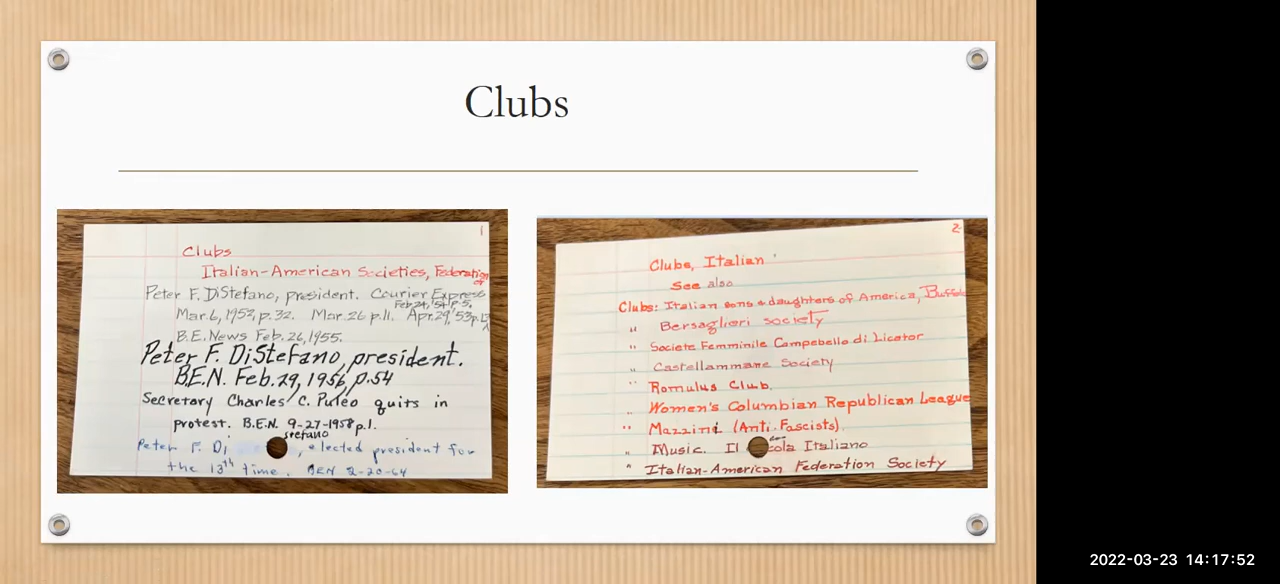 Clubs
1
Clubs
Italian-American Societies, Federation of
Peter F. DiStefano, president. Courier Express
Feb 24, '51 p. 5.
Mar. 6, 1952, p. 32. Mar 26 p. 11. Apr. 29, '53 p. 13
B.E. News Feb. 26, 1955.
Peter F. DiStefano, president.
B.E.N. Feb. 29, 1956, p. 54
Secretary Charles C. Puleo quits in
protest. B.E.N. 9-27-1958 p. 1.
stefano
Peter F. Di , elected president for
the 13th time. BEN 2-20-64
2
Clubs, Italian
See also
Clubs: Italian sons & daughters of America, Buffalo
" Bersaglieri society
" Societe Femminile Campobello di Licator
" Castellammare Society
" Romulus Club.
" Women's Columbian Republican League
" Mazzini (Anti-Fascists).
" Music. Il cola Italiano
" Italian-American Federation Society
2022-03-23 14:17:52